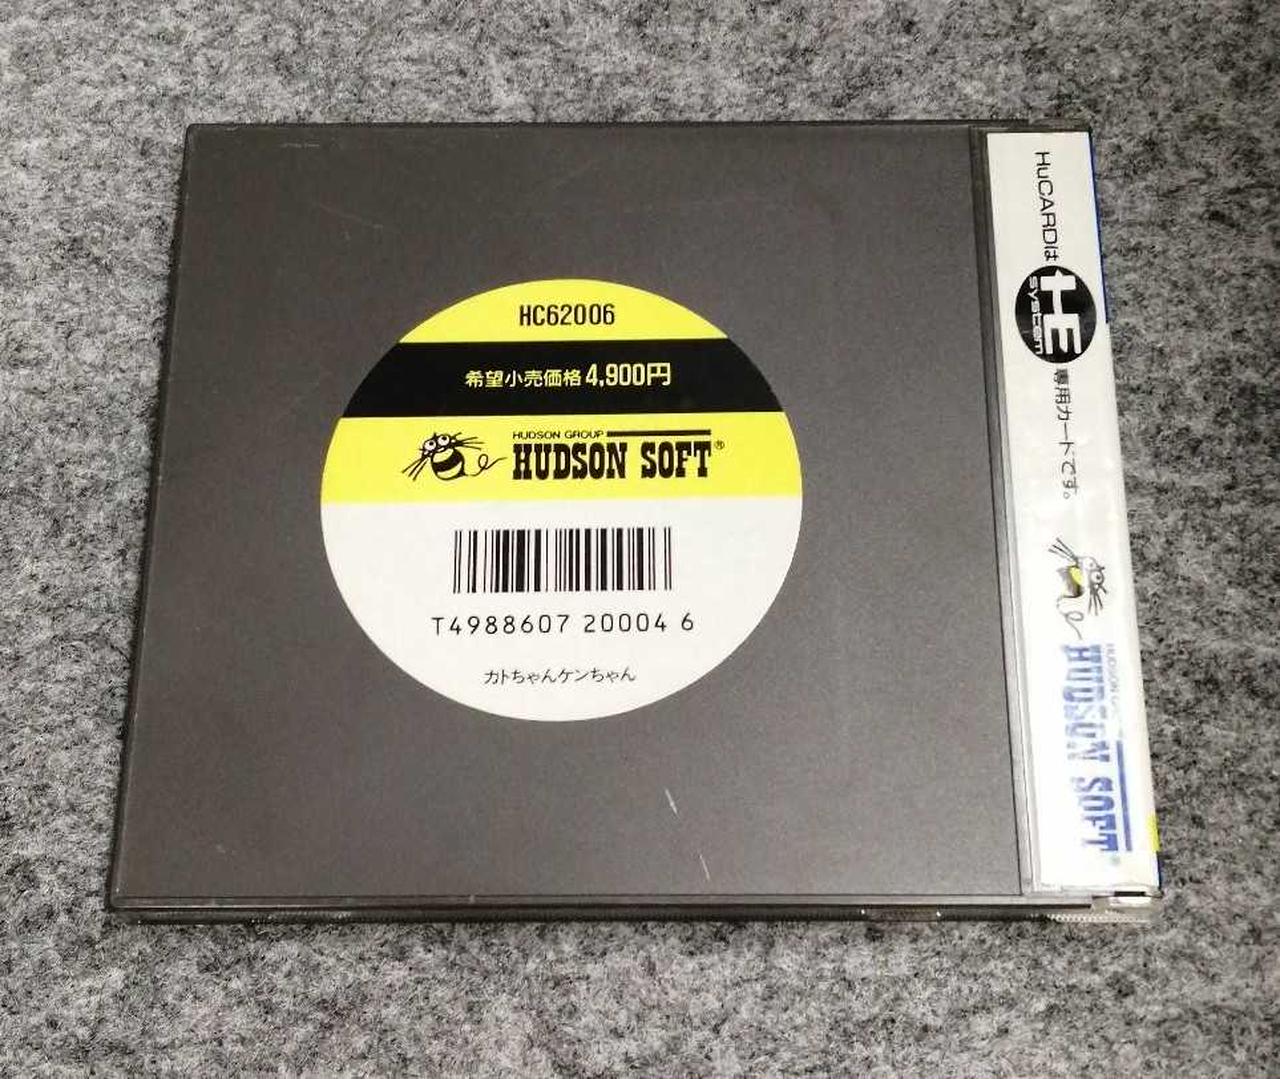 HC62006
希望小売価格4,900円
HUDSON GROUP
HUDSON SOFT®
T4988607 20004 6
カトちゃんケンちゃん
HuCARDは
HE
system
専用カードです。
HUDSON GROUP
HUDSON SOFT®